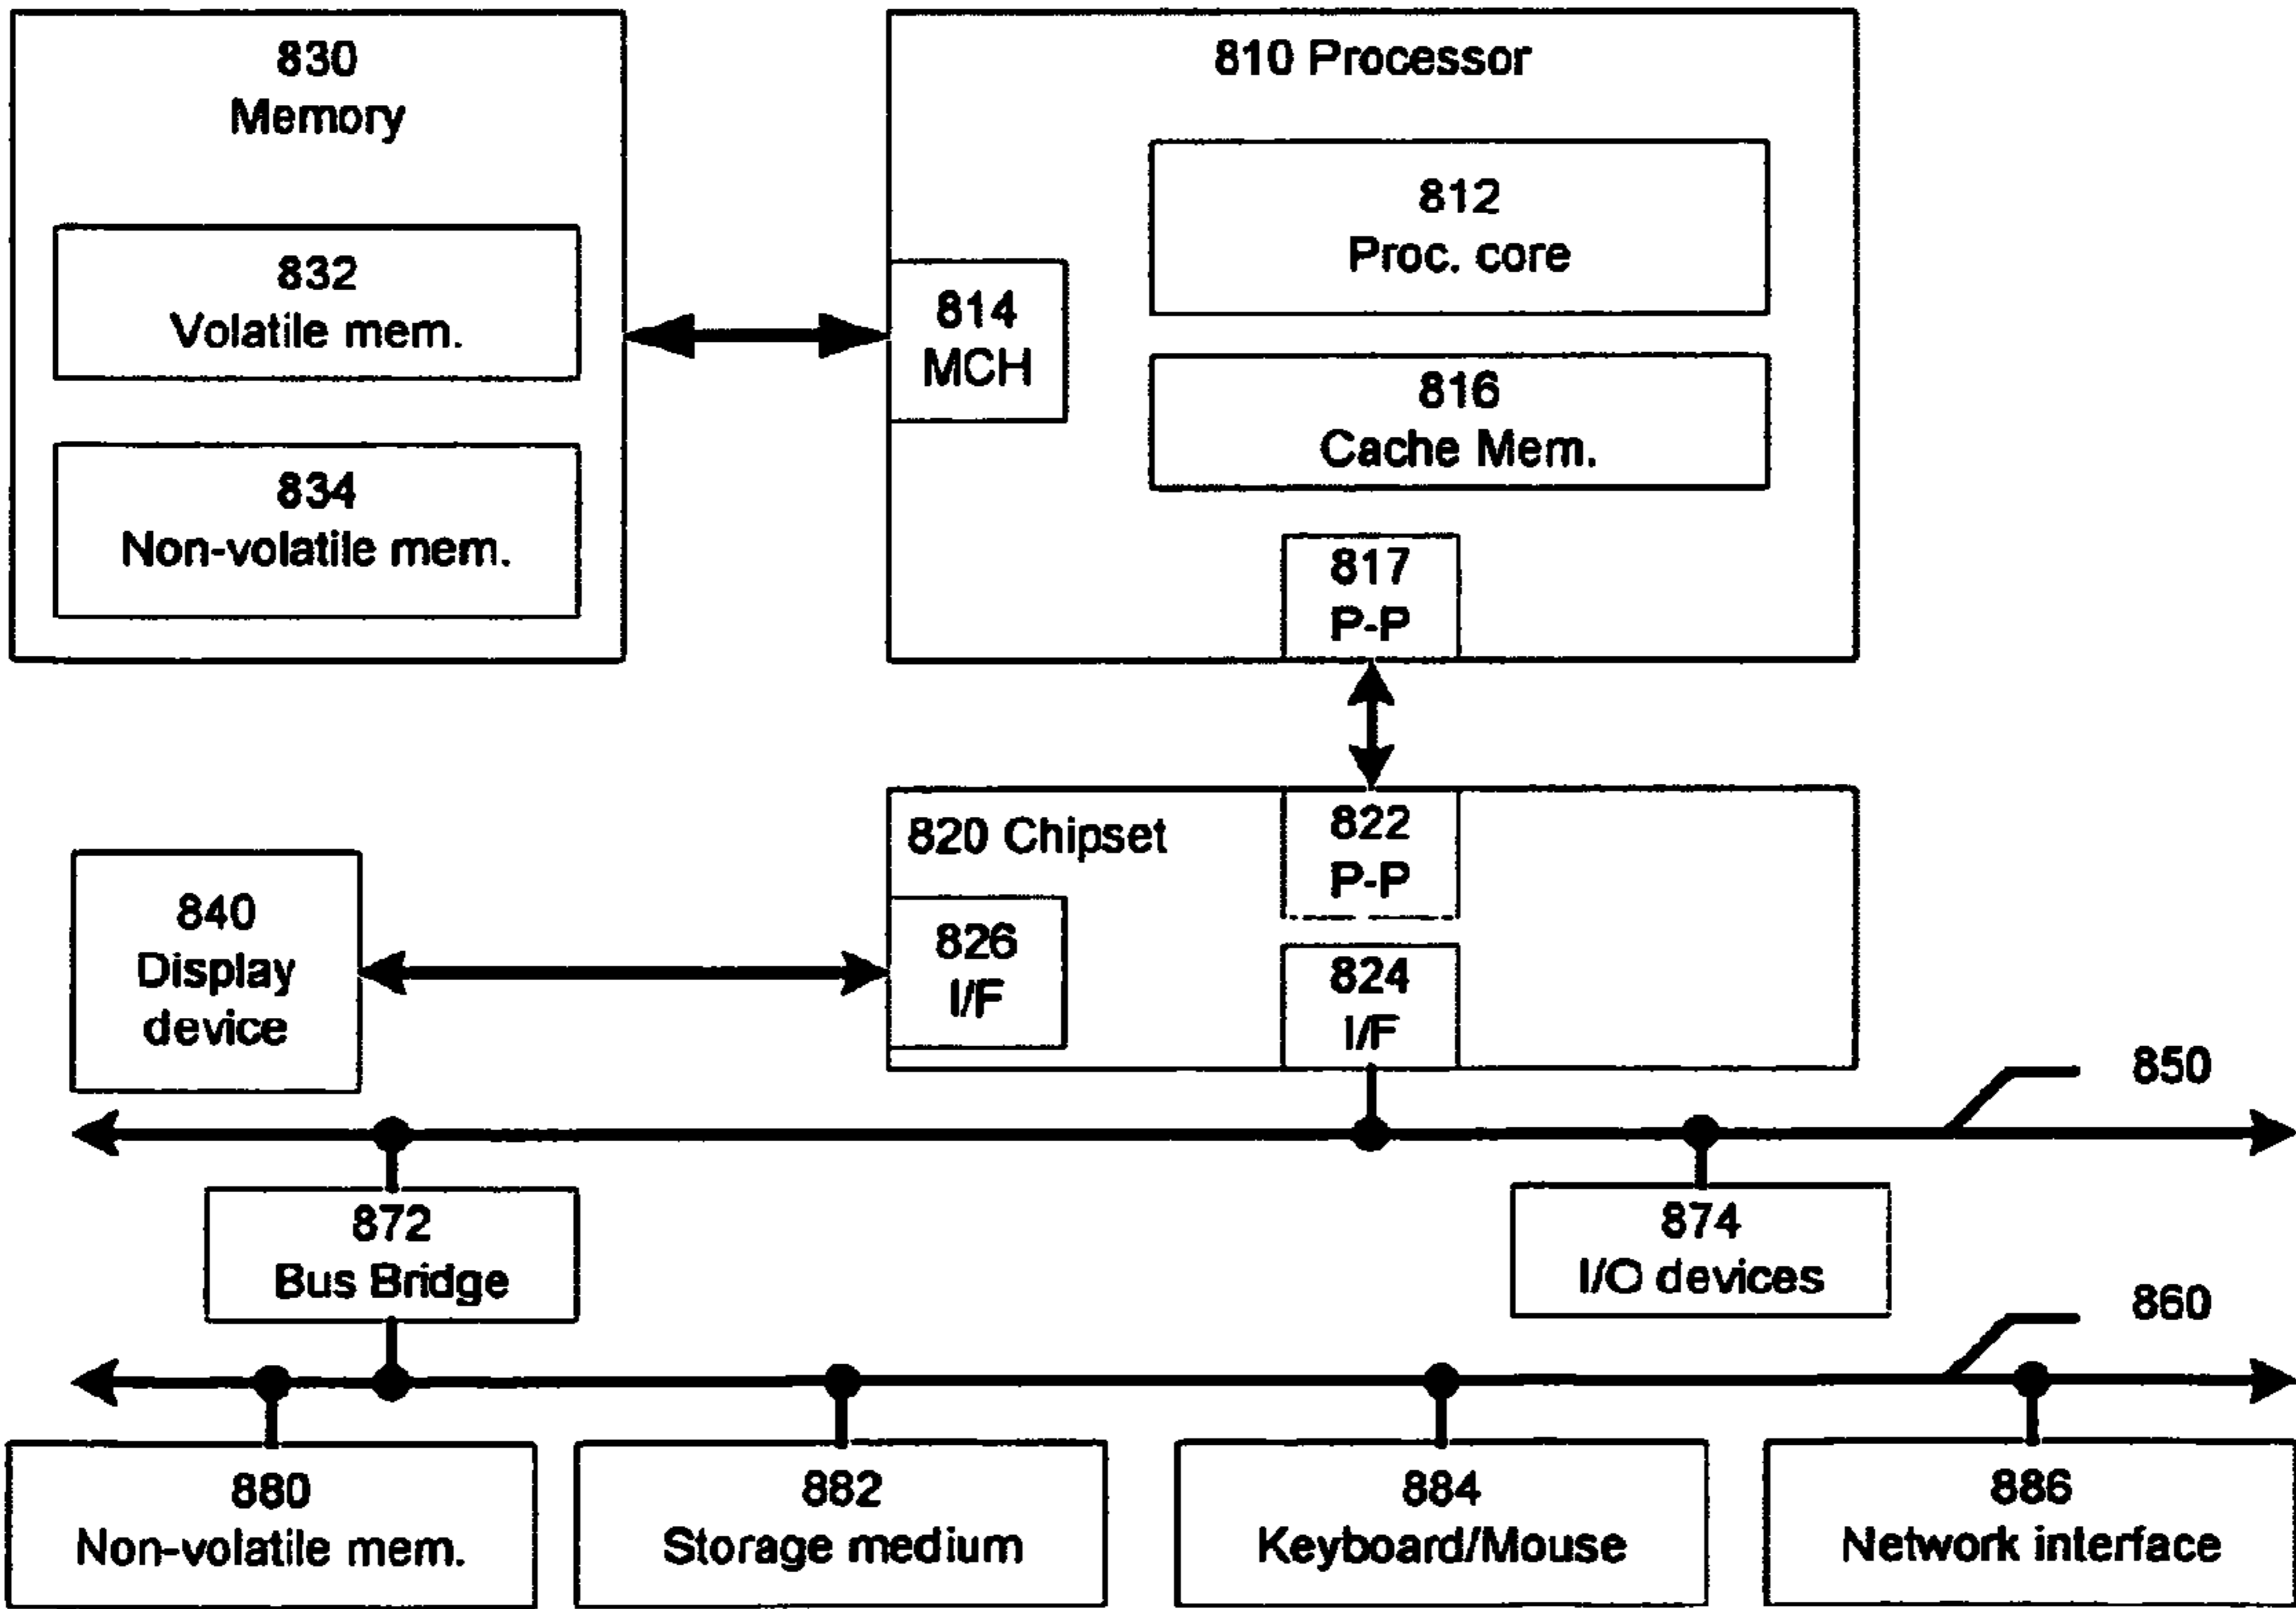 830
Memory
832
Volatile mem.
834
Non-volatile mem.
810 Processor
812
Proc. core
814
MCH
816
Cache Mem.
817
P-P
820 Chipset
822
P-P
826
I/F
824
I/F
840
Display
device
850
872
Bus Bridge
874
I/O devices
860
880
Non-volatile mem.
882
Storage medium
884
Keyboard/Mouse
886
Network interface